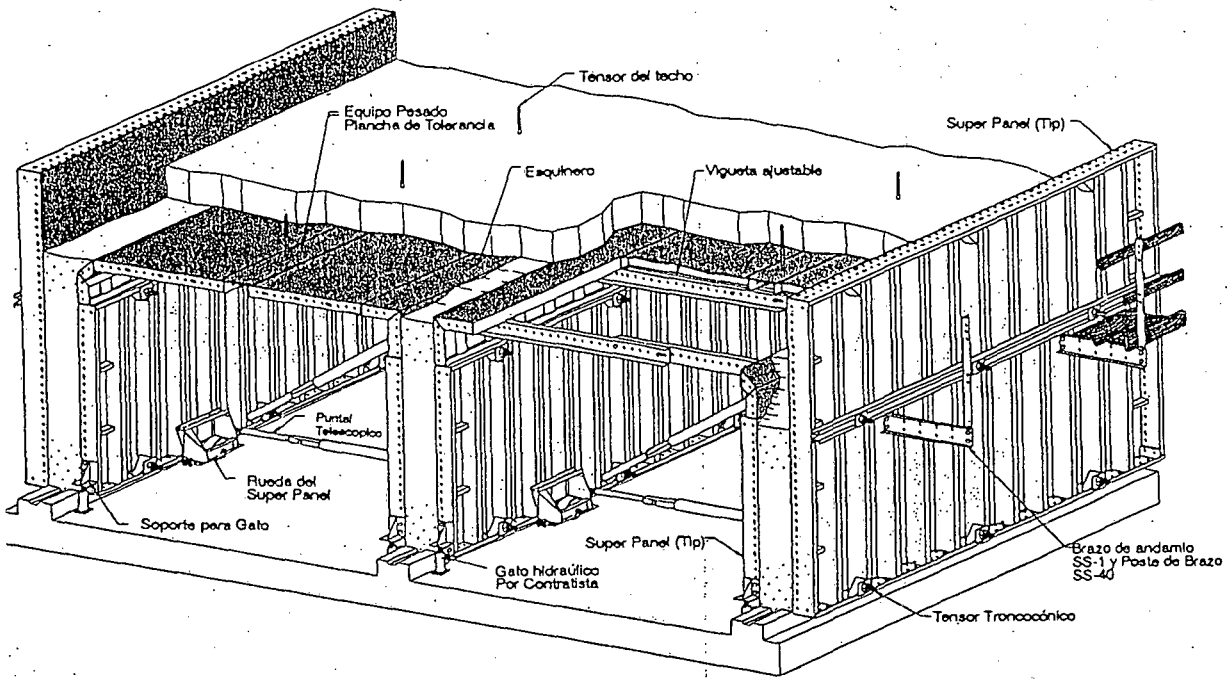 Tensor del techo
Equipo Pesado
Plancha de Tolerancia
Super Panel (Tip)
Esquinero
Vigueta ajustable
Puntal
Telescopico
Rueda del
Super Panel
Soporte para Gato
Super Panel (Tip)
Gato hidraúlico
Por Contratista
Brazo de andamio
SS-1 y Poste de Brazo
SS-40
Tensor Troncocónico